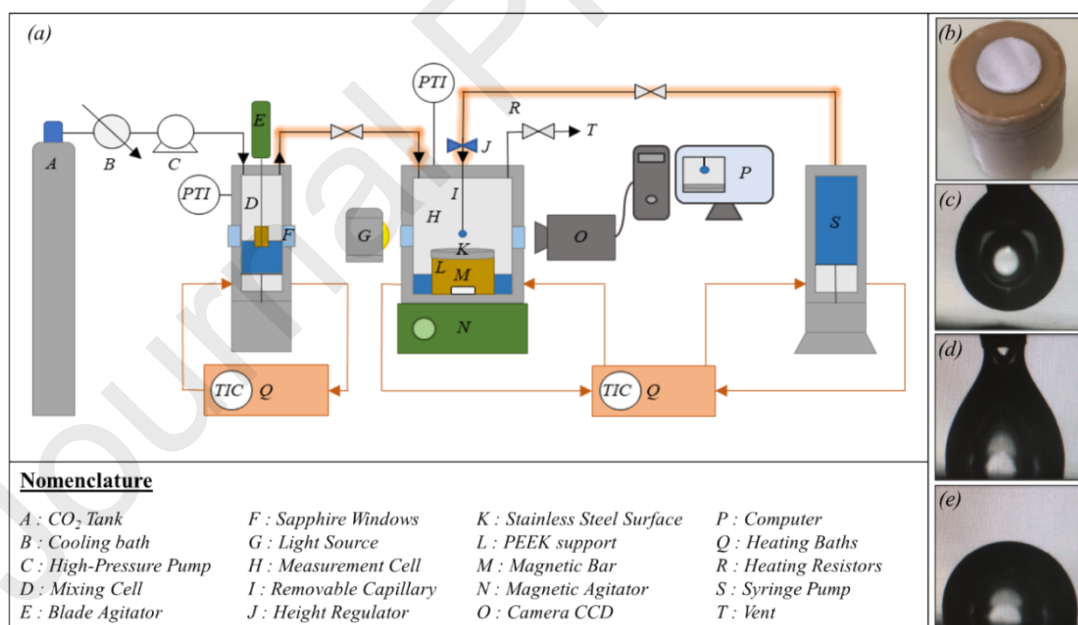 (a)
PTI
E
R
A
B
C
J
T
PTI
D
I
P
F
G
H
K
O
S
L
M
N
TIC Q
TIC Q
(b)
(c)
(d)
(e)
Journal Pr
Nomenclature
A : CO₂ Tank
B : Cooling bath
C : High-Pressure Pump
D : Mixing Cell
E : Blade Agitator
F : Sapphire Windows
G : Light Source
H : Measurement Cell
I : Removable Capillary
J : Height Regulator
K : Stainless Steel Surface
L : PEEK support
M : Magnetic Bar
N : Magnetic Agitator
O : Camera CCD
P : Computer
Q : Heating Baths
R : Heating Resistors
S : Syringe Pump
T : Vent